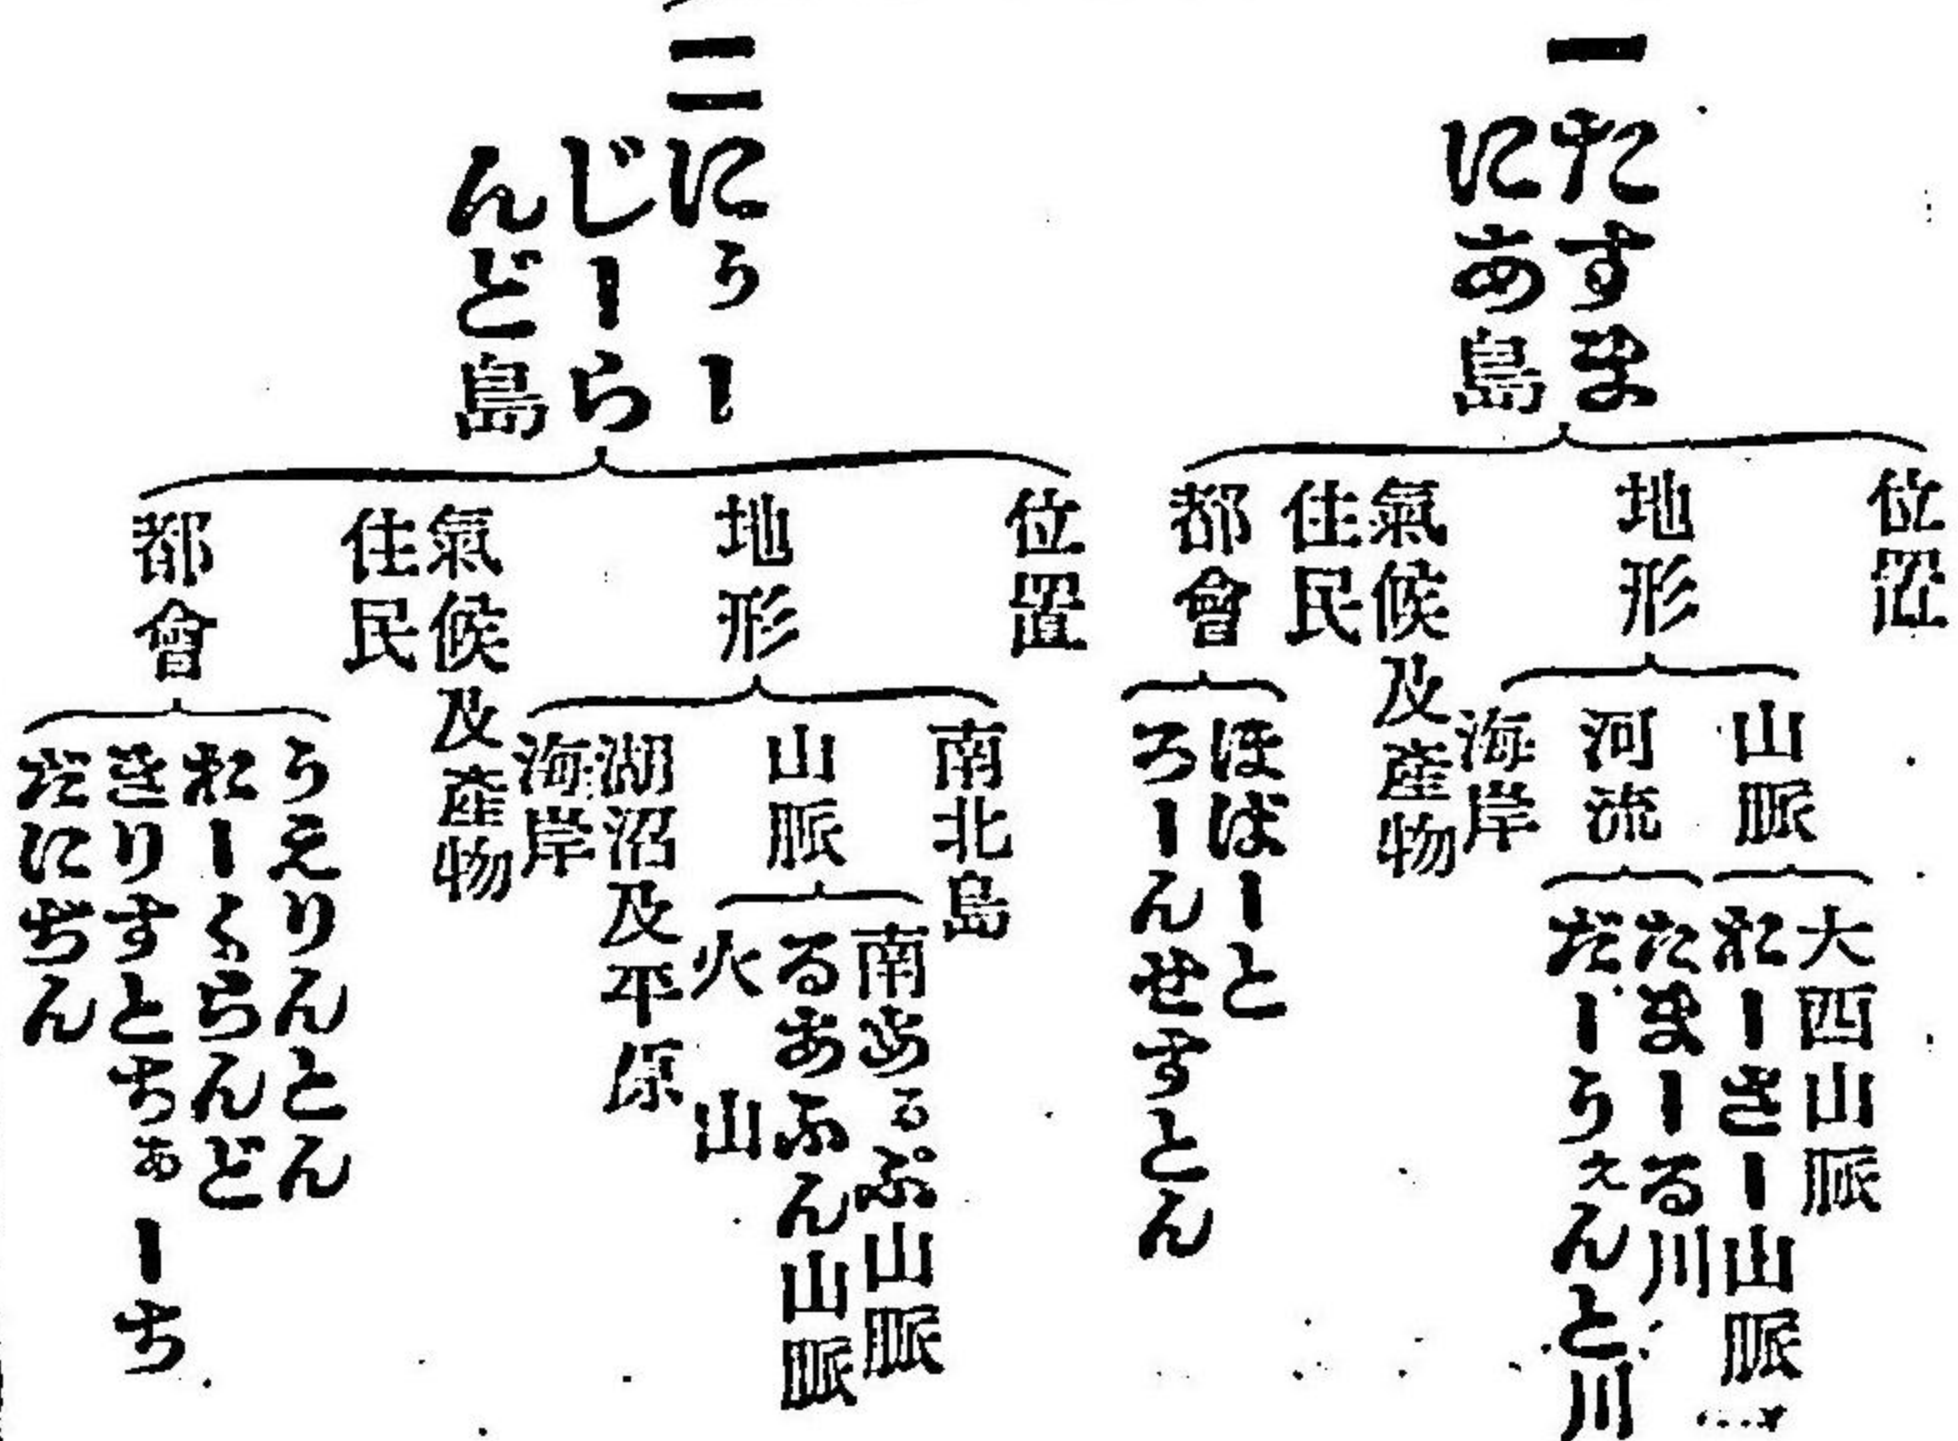 一たすま
にあ島
位置
地形
山脈
大西山脈
れーさー山脈
河流
たまーる川
だーうぇんと川
海岸
氣候及產物
住民
都會
ほばーと
ろーんせすとん
二にゅー
じーら
んど島
位置
地形
南北島
山脈
南あるぷ山脈
るあふん山脈
火山
湖沼及平原
海岸
氣候及產物
住民
都會
うえりんとん
おーくらんど
きりすとちぁーち
だにぢん